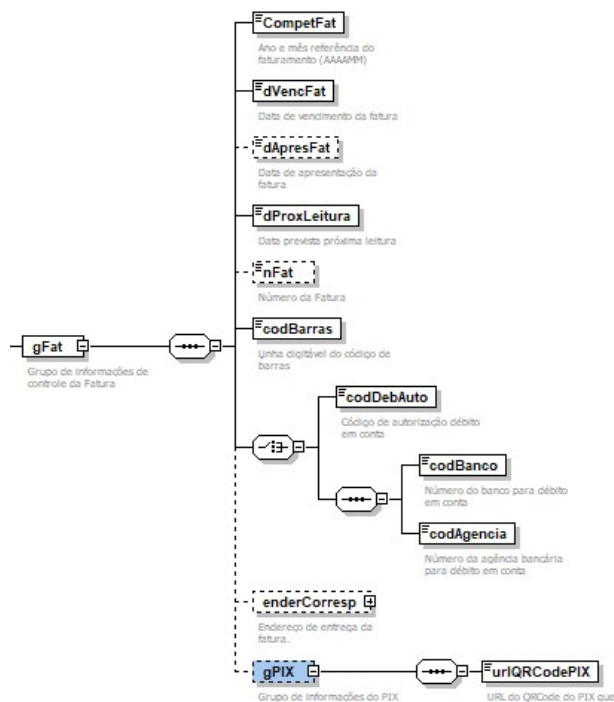 CompetFat
Ano e mês referência do
faturamento (AAAAMM)
dVencFat
Data de vencimento da fatura
dApresFat
Data de apresentação da
fatura
dProxLeitura
Data prevista próxima leitura
nFat
Número da Fatura
gFat
Grupo de informações de
controle da Fatura
codBarras
Linha digitável do código de
barras
codDebAuto
Código de autorização débito
em conta
codBanco
Número do banco para débito
em conta
codAgencia
Número da agência bancária
para débito em conta
enderCorresp
Endereço de entrega da
fatura.
gPIX
Grupo de informações do PIX
urlQRCodePIX
URL do QRCode do PIX que